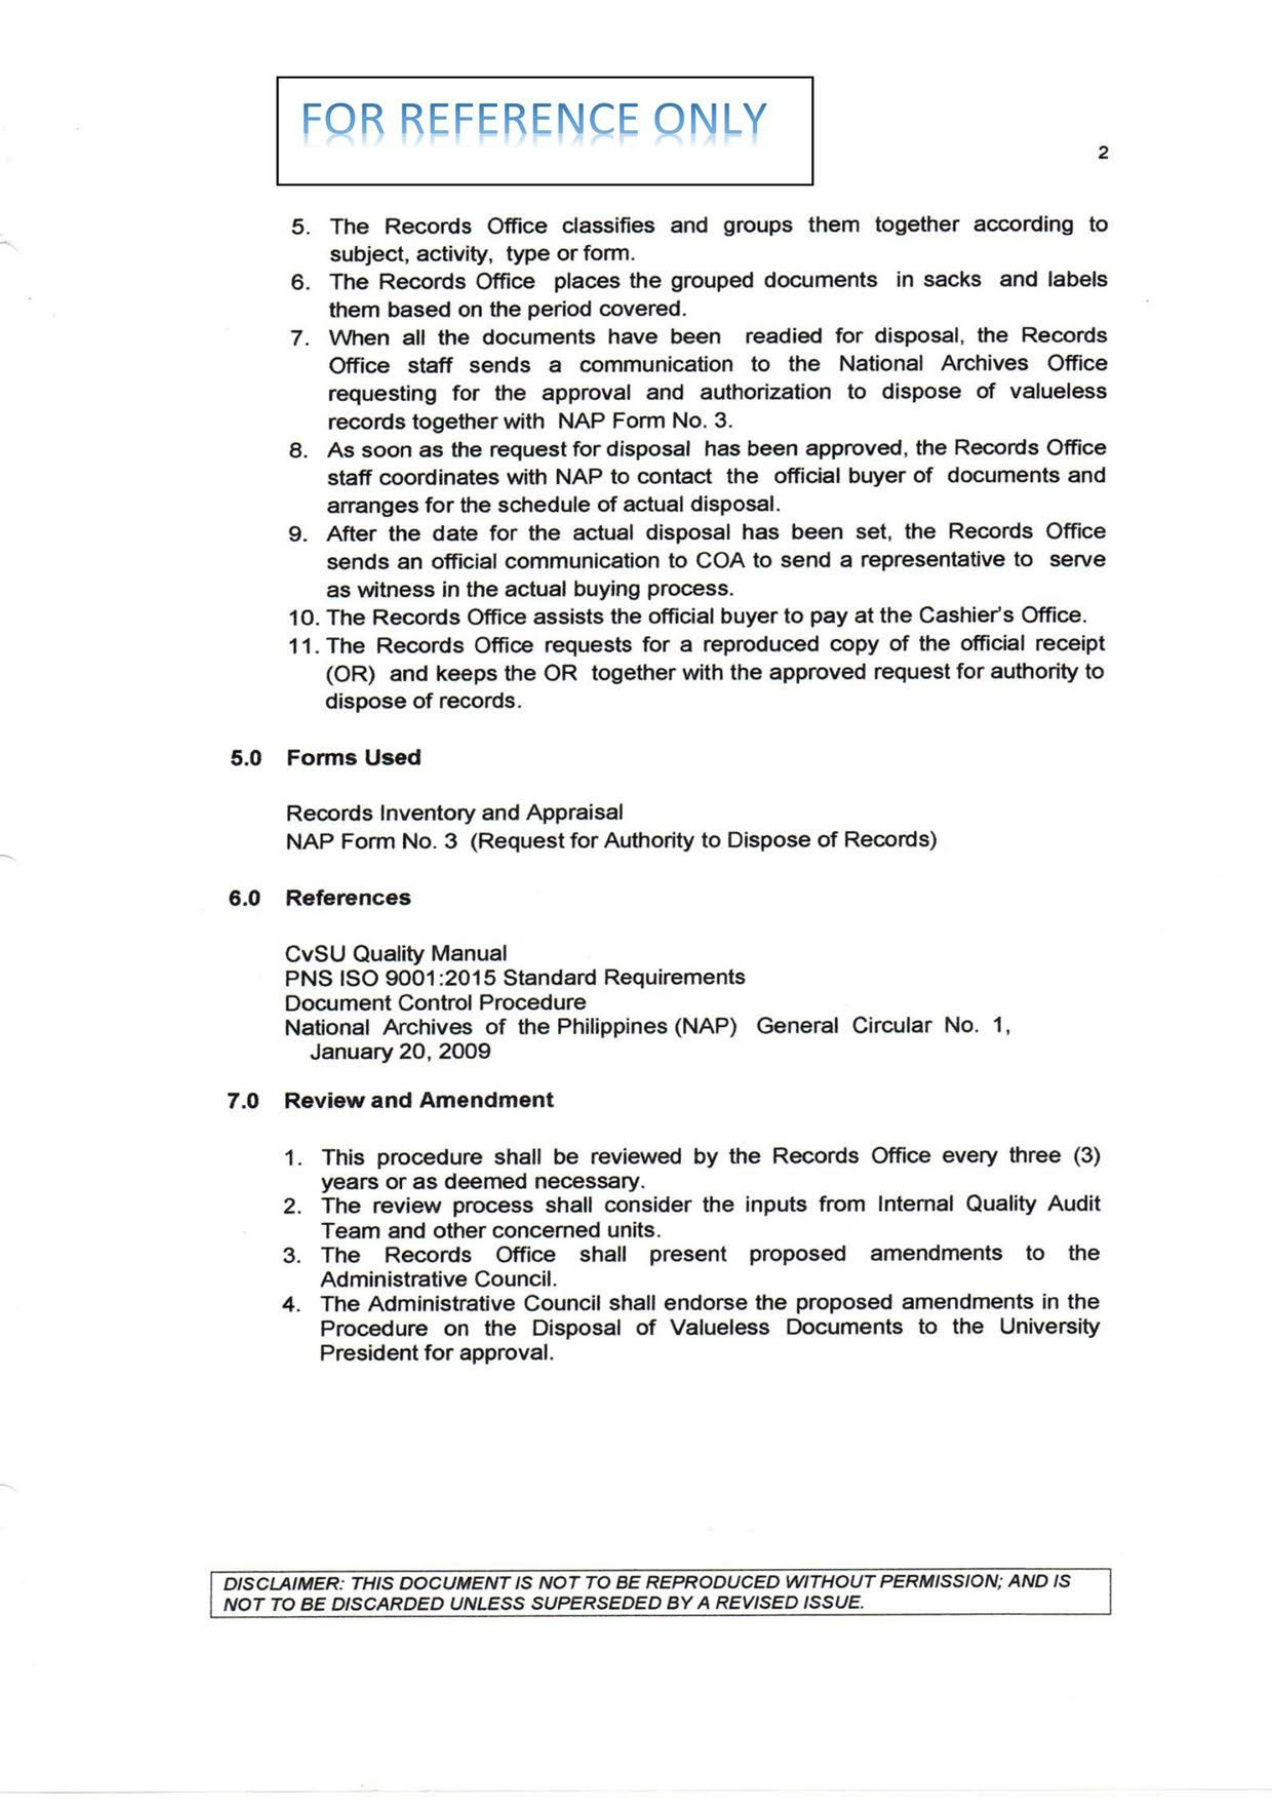 FOR REFERENCE ONLY
2
5. The Records Office classifies and groups them together according to
subject, activity, type or form.
6. The Records Office places the grouped documents in sacks and labels
them based on the period covered.
7. When all the documents have been readied for disposal, the Records
Office staff sends a communication to the National Archives Office
requesting for the approval and authorization to dispose of valueless
records together with NAP Form No. 3.
8. As soon as the request for disposal has been approved, the Records Office
staff coordinates with NAP to contact the official buyer of documents and
arranges for the schedule of actual disposal.
9. After the date for the actual disposal has been set, the Records Office
sends an official communication to COA to send a representative to serve
as witness in the actual buying process.
10. The Records Office assists the official buyer to pay at the Cashier's Office.
11. The Records Office requests for a reproduced copy of the official receipt
(OR) and keeps the OR together with the approved request for authority to
dispose of records.
5.0 Forms Used
Records Inventory and Appraisal
NAP Form No. 3 (Request for Authority to Dispose of Records)
6.0 References
CvSU Quality Manual
PNS ISO 9001:2015 Standard Requirements
Document Control Procedure
National Archives of the Philippines (NAP) General Circular No. 1,
January 20, 2009
7.0 Review and Amendment
1. This procedure shall be reviewed by the Records Office every three (3)
years or as deemed necessary.
2. The review process shall consider the inputs from Internal Quality Audit
Team and other concerned units.
3. The Records Office shall present proposed amendments to the
Administrative Council.
4. The Administrative Council shall endorse the proposed amendments in the
Procedure on the Disposal of Valueless Documents to the University
President for approval.
DISCLAIMER: THIS DOCUMENT IS NOT TO BE REPRODUCED WITHOUT PERMISSION; AND IS
NOT TO BE DISCARDED UNLESS SUPERSEDED BY A REVISED ISSUE.